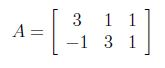 A = [ 3 1 1
-1 3 1 ]